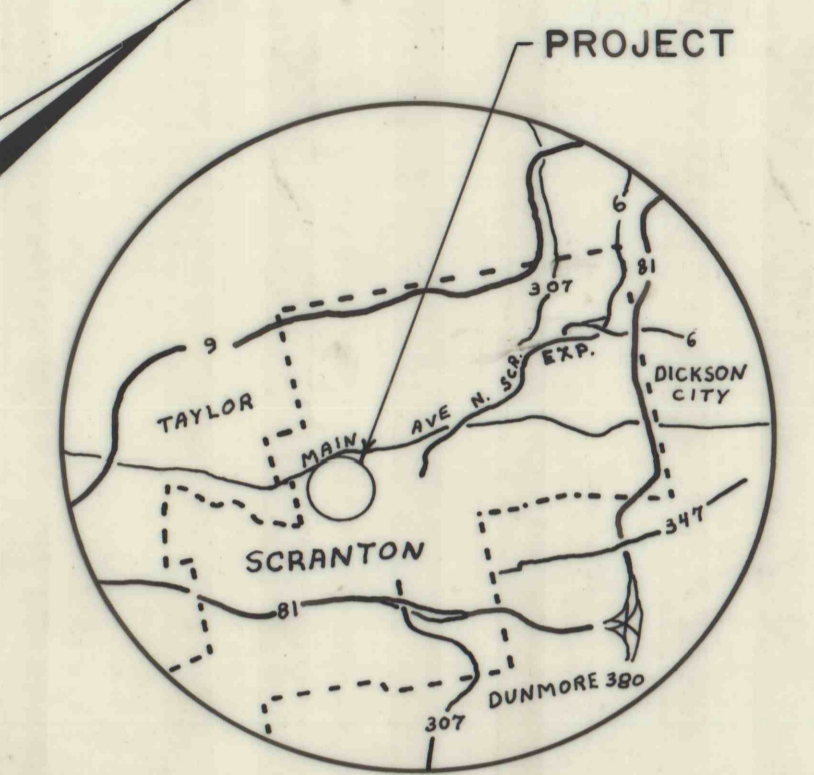 PROJECT
6
81
307
9
6
EXP.
N. SCR.
DICKSON
CITY
TAYLOR
MAIN AVE
347
SCRANTON
81
DUNMORE 380
307